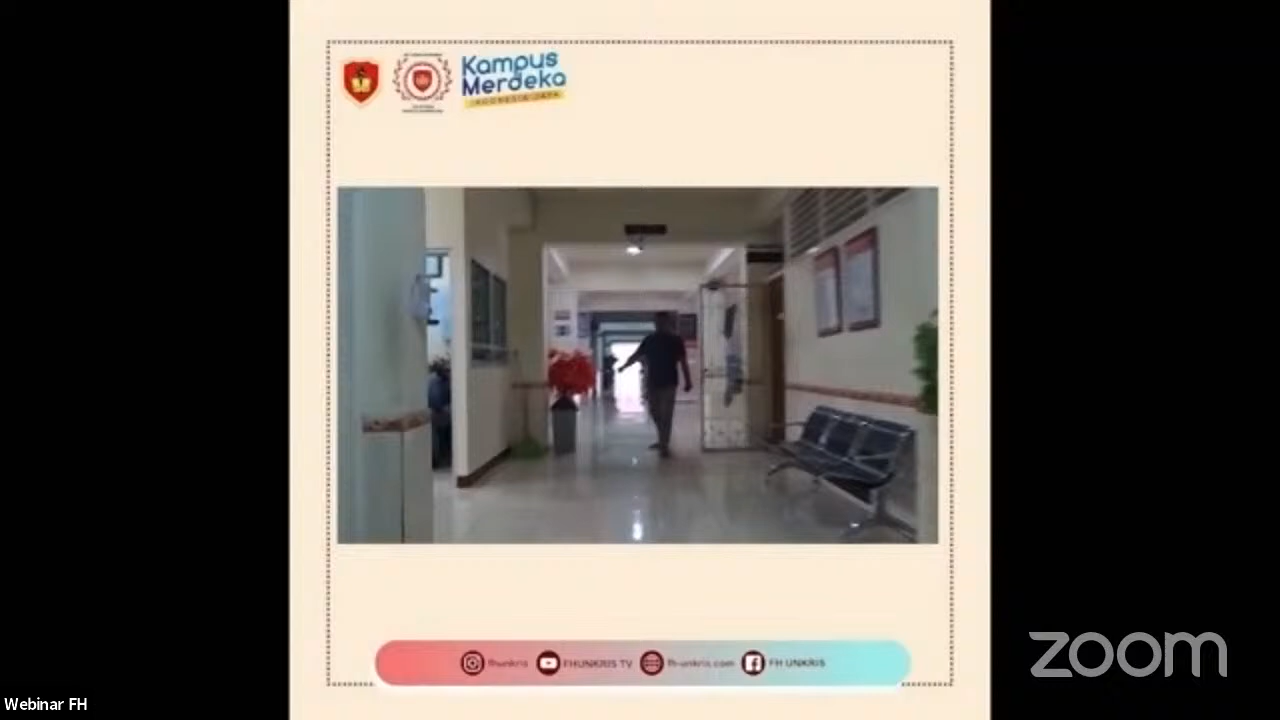 Kampus
Merdeka
INDONESIA JAYA
fhunkris
FHUNKRIS TV
fh-unkris.com
FH UNKRIS
zoom
Webinar FH